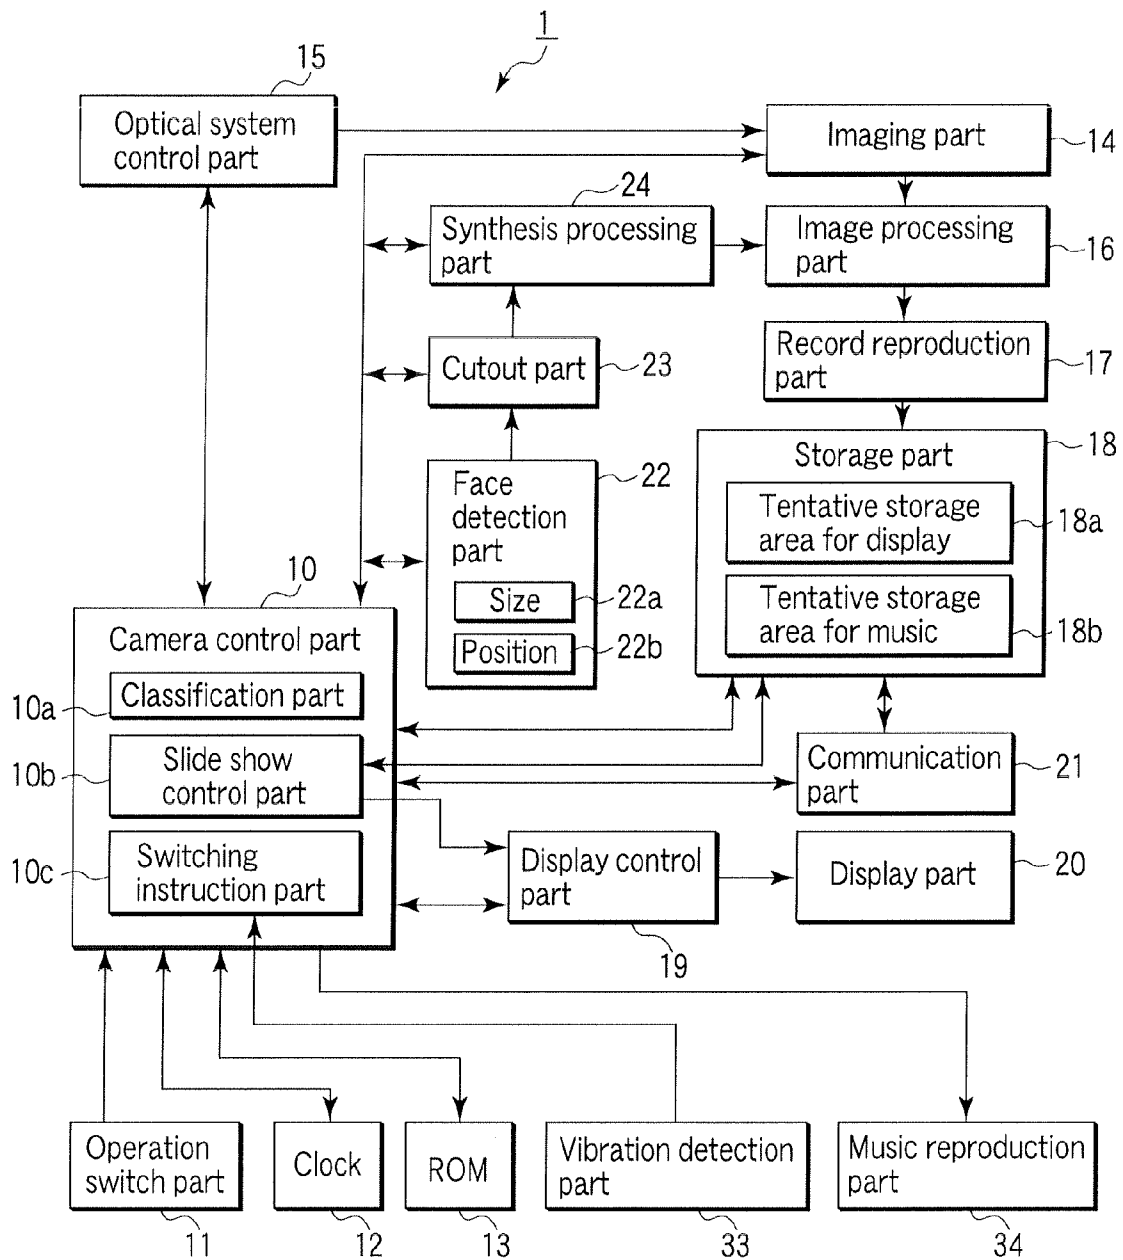 1
15
Optical system
control part
Imaging part
14
24
Synthesis processing
part
Image processing
part
16
Cutout part
23
Record reproduction
part
17
Storage part
18
Tentative storage
area for display
18a
Tentative storage
area for music
18b
Face
detection
part
22
Size
22a
Position
22b
10
Camera control part
10a
Classification part
10b
Slide show
control part
10c
Switching
instruction part
Communication
part
21
Display control
part
19
Display part
20
Operation
switch part
11
Clock
12
ROM
13
Vibration detection
part
33
Music reproduction
part
34